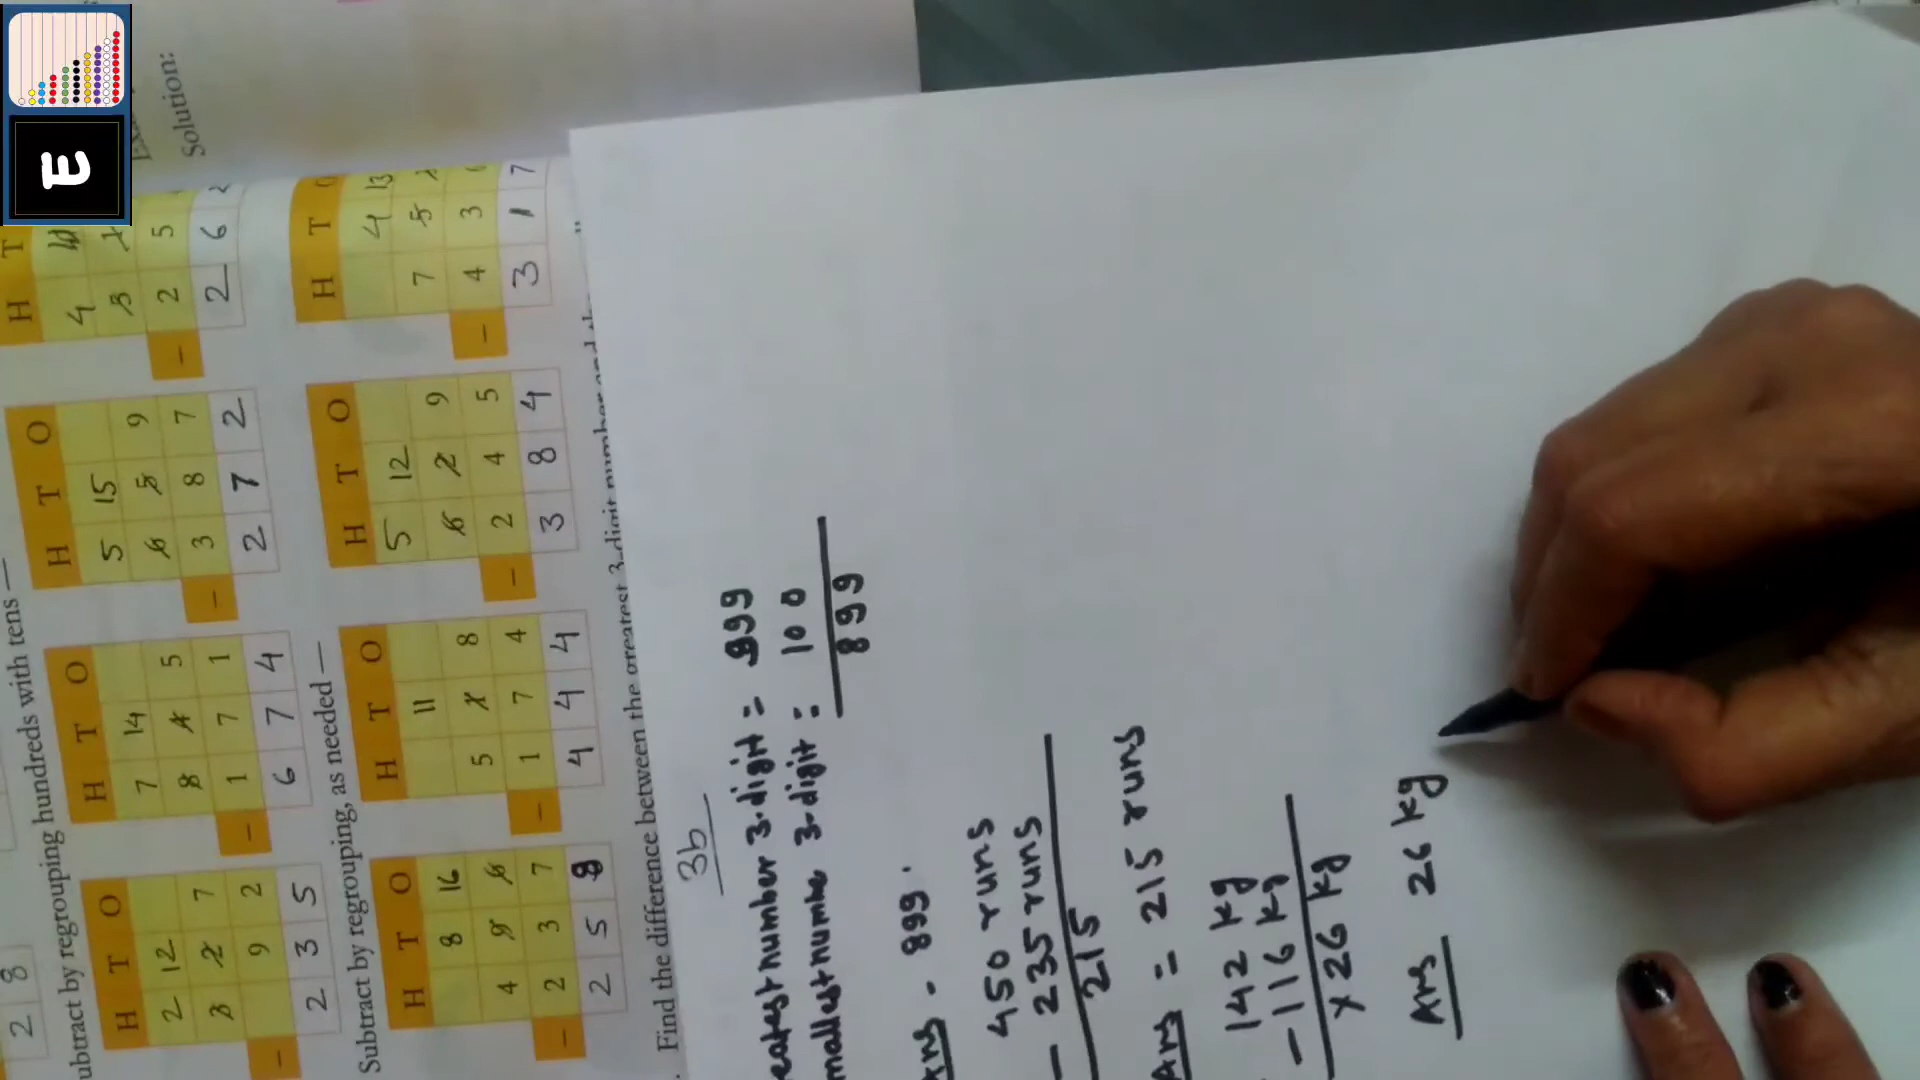 Solution:
2 8
ubtract by regrouping hundreds with tens —
H T O
2 12
3 2 7
9 2
−
2 3 5
H T O
7 14
8 4 5
− 1 7 1
6 7 4
H T O
5 15
6 5 9
− 3 8 7
2 7 2
H T
4
− 2 5
2 6
Subtract by regrouping, as needed —
H T O
8 16
4 9 6
− 2 3 7
2 5 9
H T O
11
5 1 8
− 1 7 4
4 4 4
H T O
5 12
6 2 9
− 2 4 5
3 8 4
H T
4 13
7 5
− 4 3
3 1 7
Find the difference between the greatest 3-digit number and
3b
eatest number 3-digit = 999
mallest numbe 3-digit = 100
899
Ans - 899.
450 runs
− 235 runs
215
Ans = 215 runs
142 kg
−116 kg
×26 kg
Ans 26 kg
E